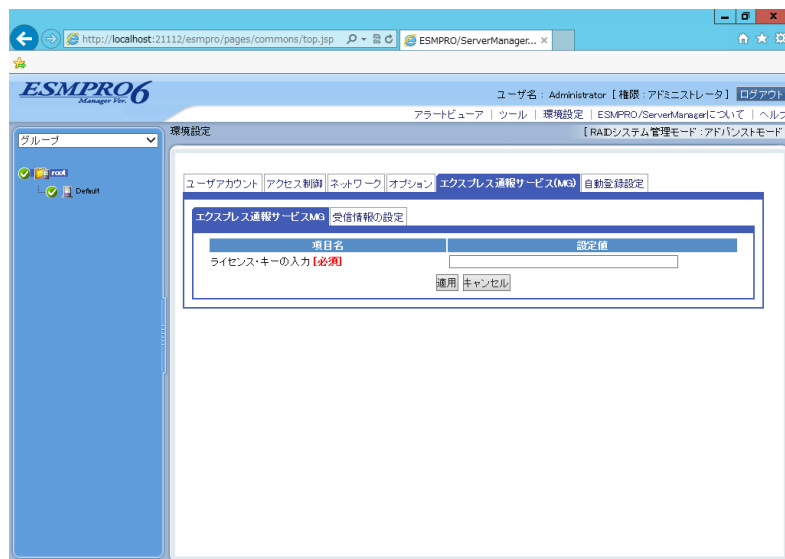 http://localhost:21112/esmpro/pages/commons/top.jsp
ESMPRO/ServerManager...
ESMPRO6
Manager Ver.
ユーザ名 : Administrator [ 権限 : アドミニストレータ ] ログアウト
アラートビューア | ツール | 環境設定 | ESMPRO/ServerManagerについて | ヘルプ
グループ
環境設定
[ RAIDシステム管理モード : アドバンストモード
root
Default
ユーザアカウント アクセス制御 ネットワーク オプション エクスプレス通報サービス(MG) 自動登録設定
エクスプレス通報サービスMG 受信情報の設定
項目名 設定値
ライセンス・キーの入力 [必須]
適用 キャンセル